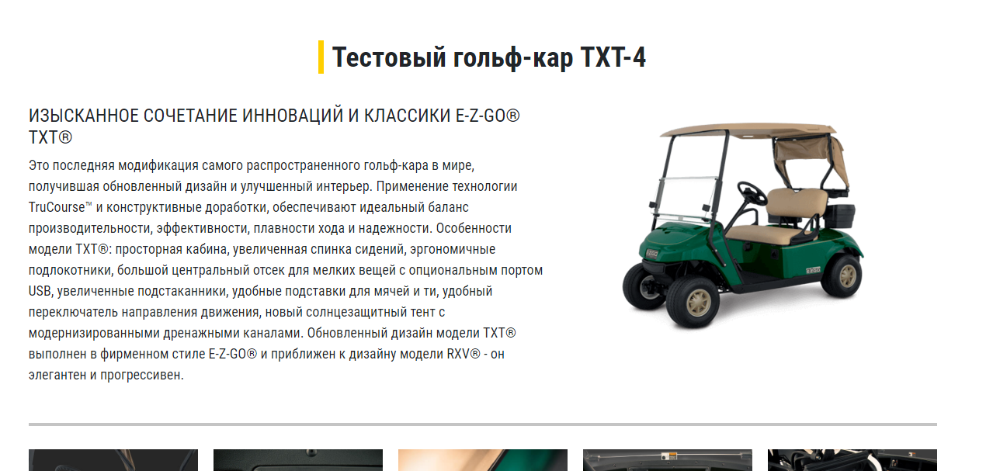 Тестовый гольф-кар TXT-4
ИЗЫСКАННОЕ СОЧЕТАНИЕ ИННОВАЦИЙ И КЛАССИКИ E-Z-GO®
TXT®
Это последняя модификация самого распространенного гольф-кара в мире,
получившая обновленный дизайн и улучшенный интерьер. Применение технологии
TruCourse™ и конструктивные доработки, обеспечивают идеальный баланс
производительности, эффективности, плавности хода и надежности. Особенности
модели TXT®: просторная кабина, увеличенная спинка сидений, эргономичные
подлокотники, большой центральный отсек для мелких вещей с опциональным портом
USB, увеличенные подстаканники, удобные подставки для мячей и ти, удобный
переключатель направления движения, новый солнцезащитный тент с
модернизированными дренажными каналами. Обновленный дизайн модели TXT®
выполнен в фирменном стиле E-Z-GO® и приближен к дизайну модели RXV® - он
элегантен и прогрессивен.